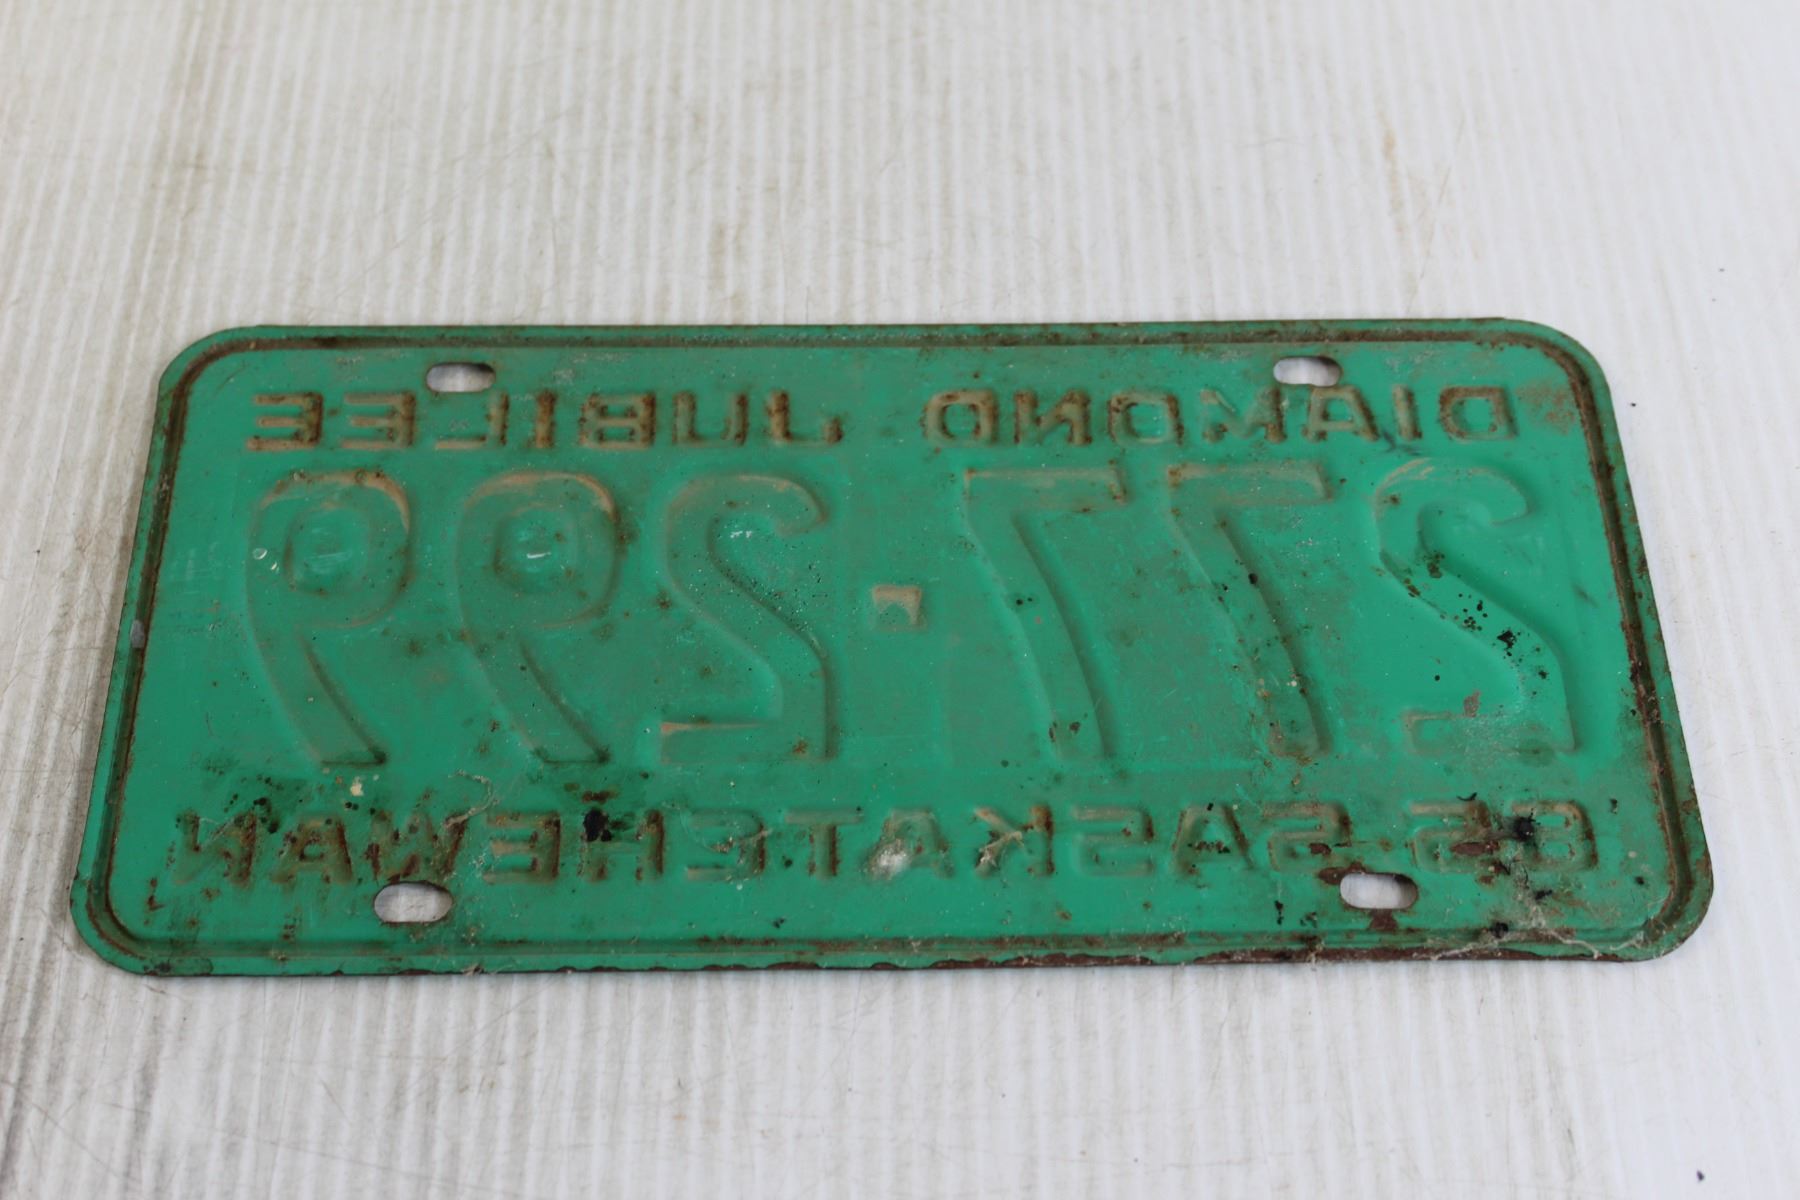 DIAMOND JUBILEE
277-299
65-SASKATCHEWAN